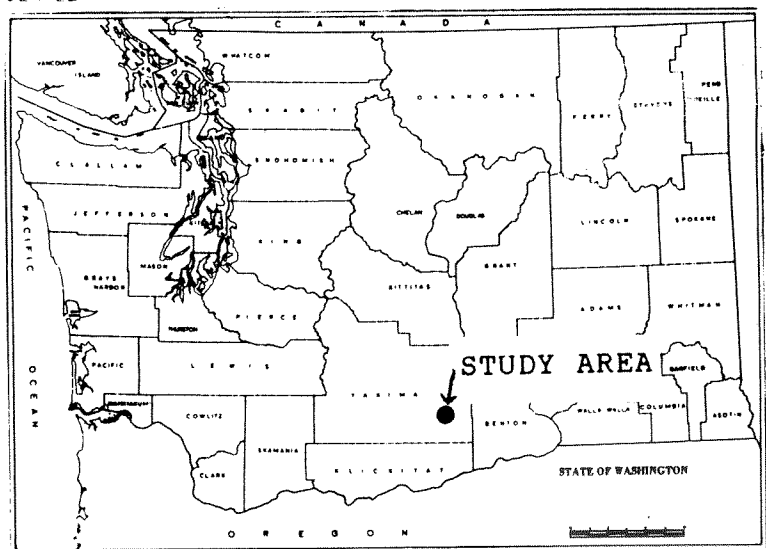 CANADA
VANCOUVER
ISLAND
WHATCOM
SKAGIT
OKANOGAN
FERRY
STEVENS
PEND
OREILLE
CLALLAM
SNOHOMISH
JEFFERSON
CHELAN
DOUGLAS
LINCOLN
SPOKANE
PACIFIC
OCEAN
KING
GRANT
MASON
GRAYS
HARBOR
KITTITAS
ADAMS
WHITMAN
THURSTON
PIERCE
PACIFIC
LEWIS
STUDY AREA
GARFIELD
YAKIMA
COWLITZ
BENTON
WALLA WALLA
COLUMBIA
ASOTIN
SKAMANIA
CLARK
KLICKITAT
STATE OF WASHINGTON
OREGON